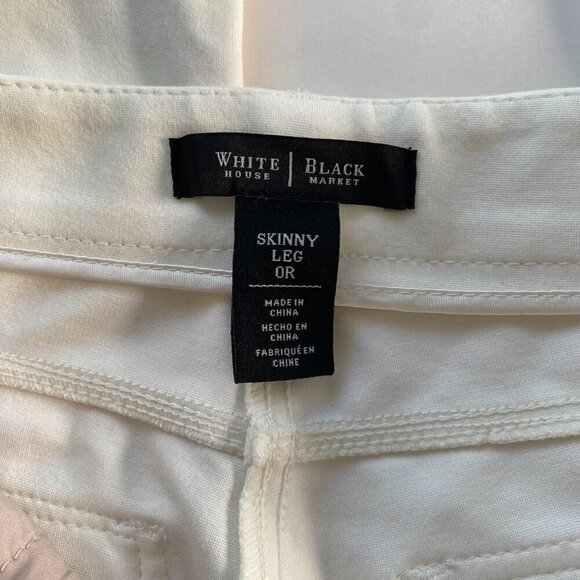 WHITE | BLACK
HOUSE MARKET
SKINNY
LEG
0R
MADE IN
CHINA
HECHO EN
CHINA
FABRIQUÉ EN
CHINE